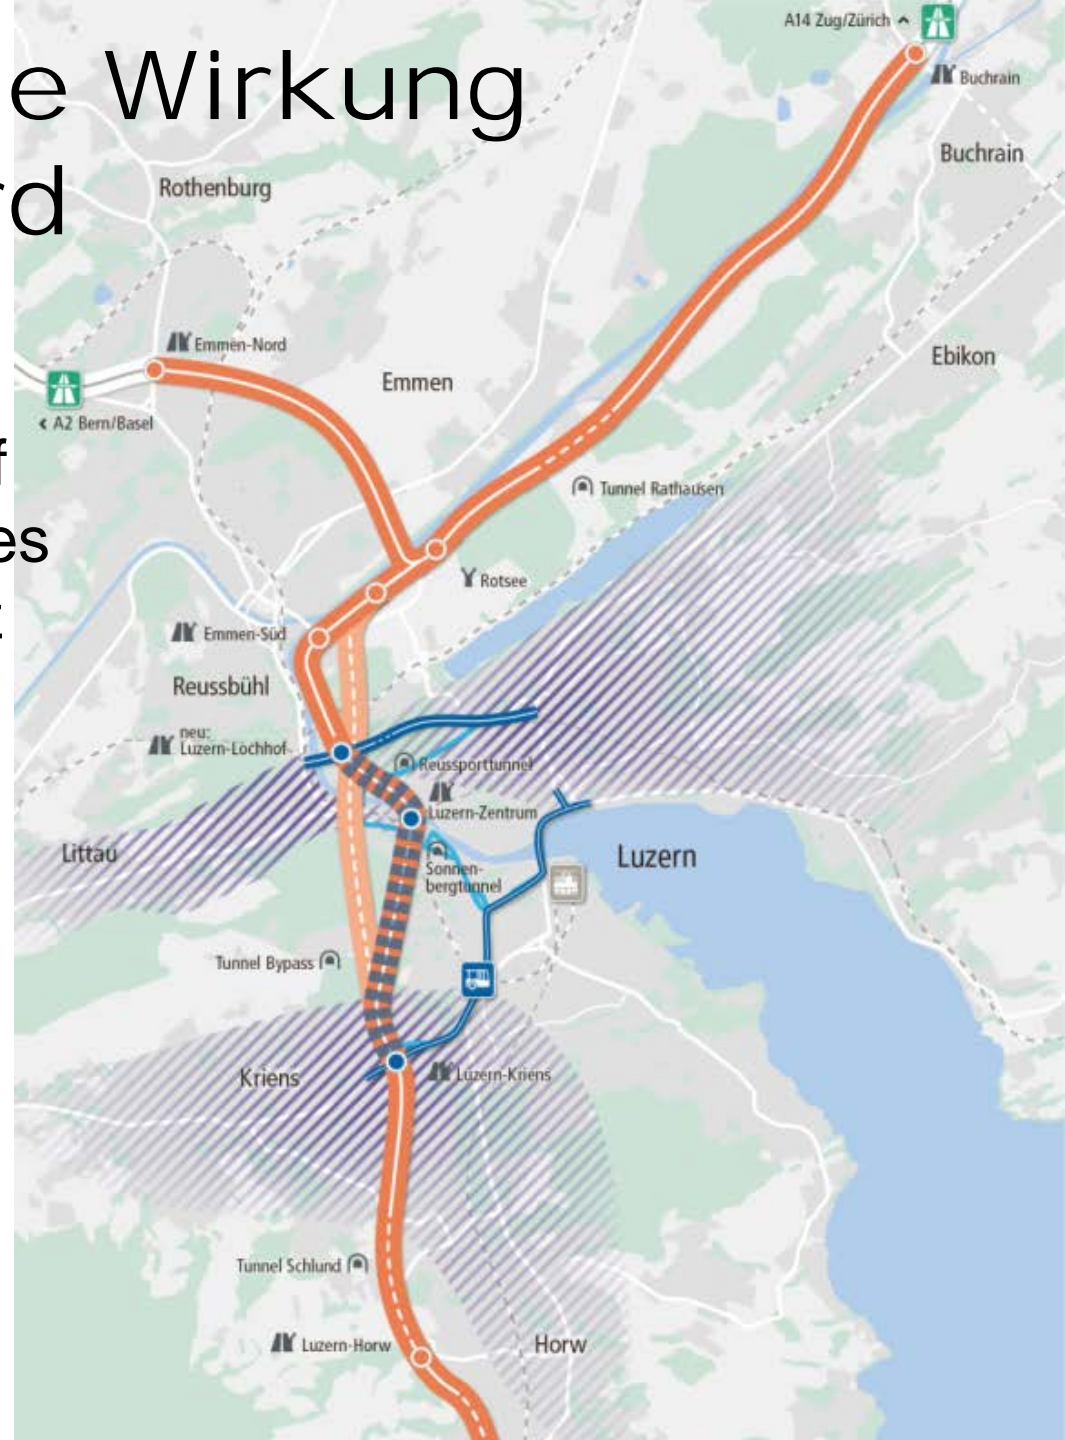 A14 Zug/Zürich
e Wirkung
Buchrain
Buchrain
rd
Rothenburg
Emmen-Nord
Ebikon
Emmen
A2 Bern/Basel
f
Tunnel Rathausen
es
Rotsee
Emmen-Süd
Reussbühl
neu:
Luzern-Lochhof
Reussporttunnel
Luzern-Zentrum
Littau
Luzern
Sonnen-
bergtunnel
Tunnel Bypass
Kriens
Luzern-Kriens
Tunnel Schlund
Luzern-Horw
Horw